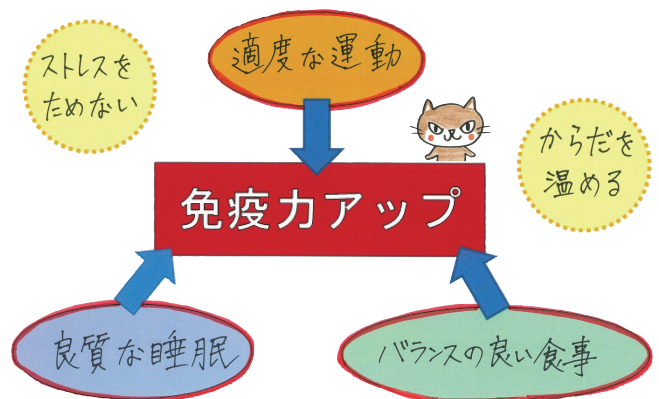 適度な運動
ストレスを
ためない
からだを
温める
免疫力アップ
良質な睡眠
バランスの良い食事